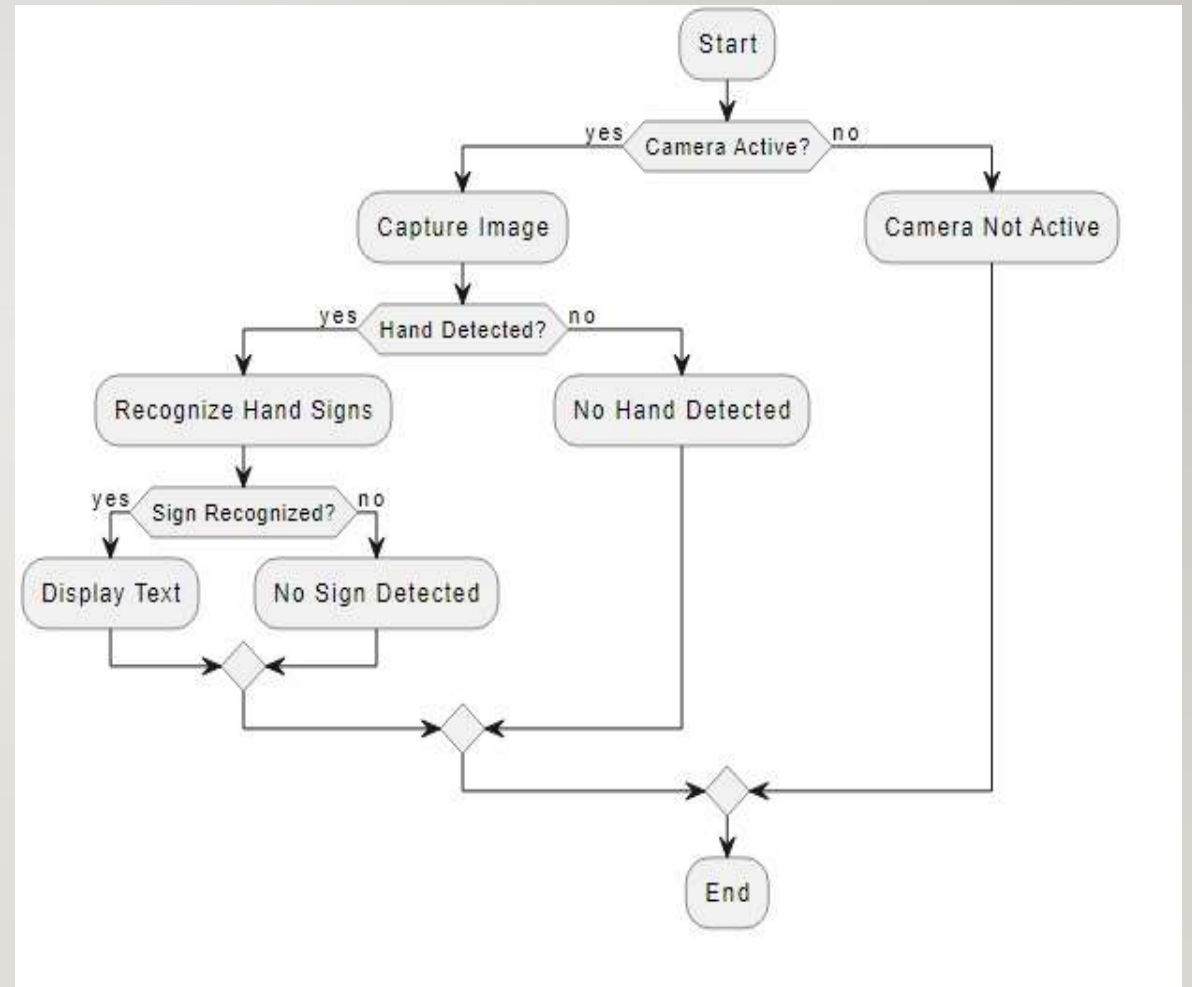 Start
yes
Camera Active?
no
Capture Image
Camera Not Active
yes
Hand Detected?
no
Recognize Hand Signs
No Hand Detected
yes
Sign Recognized?
no
Display Text
No Sign Detected
End